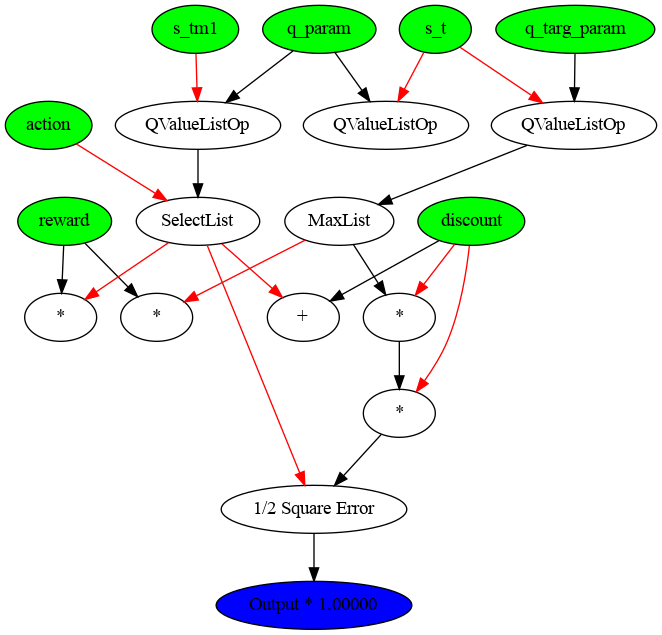 s_tm1
q_param
s_t
q_targ_param
action
QValueListOp
QValueListOp
QValueListOp
reward
SelectList
MaxList
discount
*
*
+
*
*
1/2 Square Error
Output * 1.00000